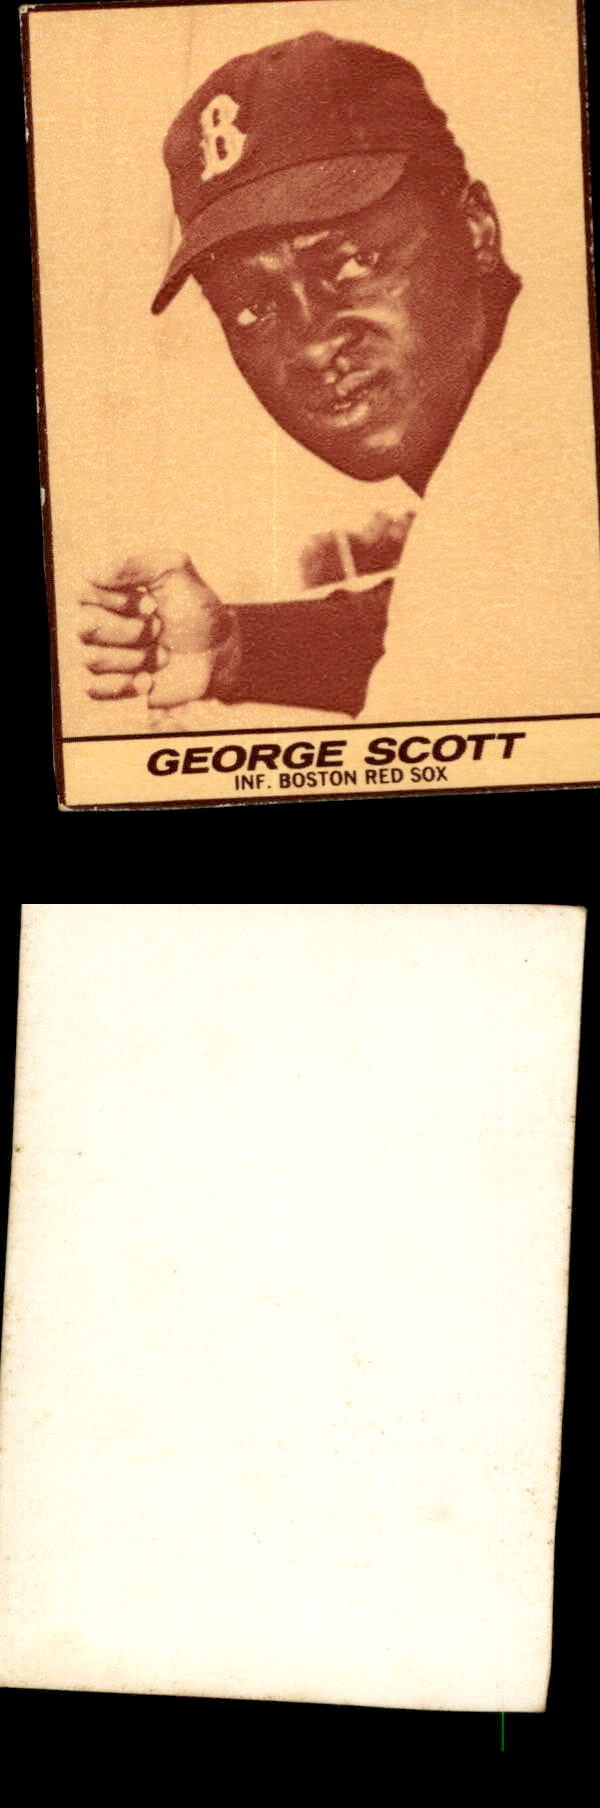 B
GEORGE SCOTT
INF. BOSTON RED SOX